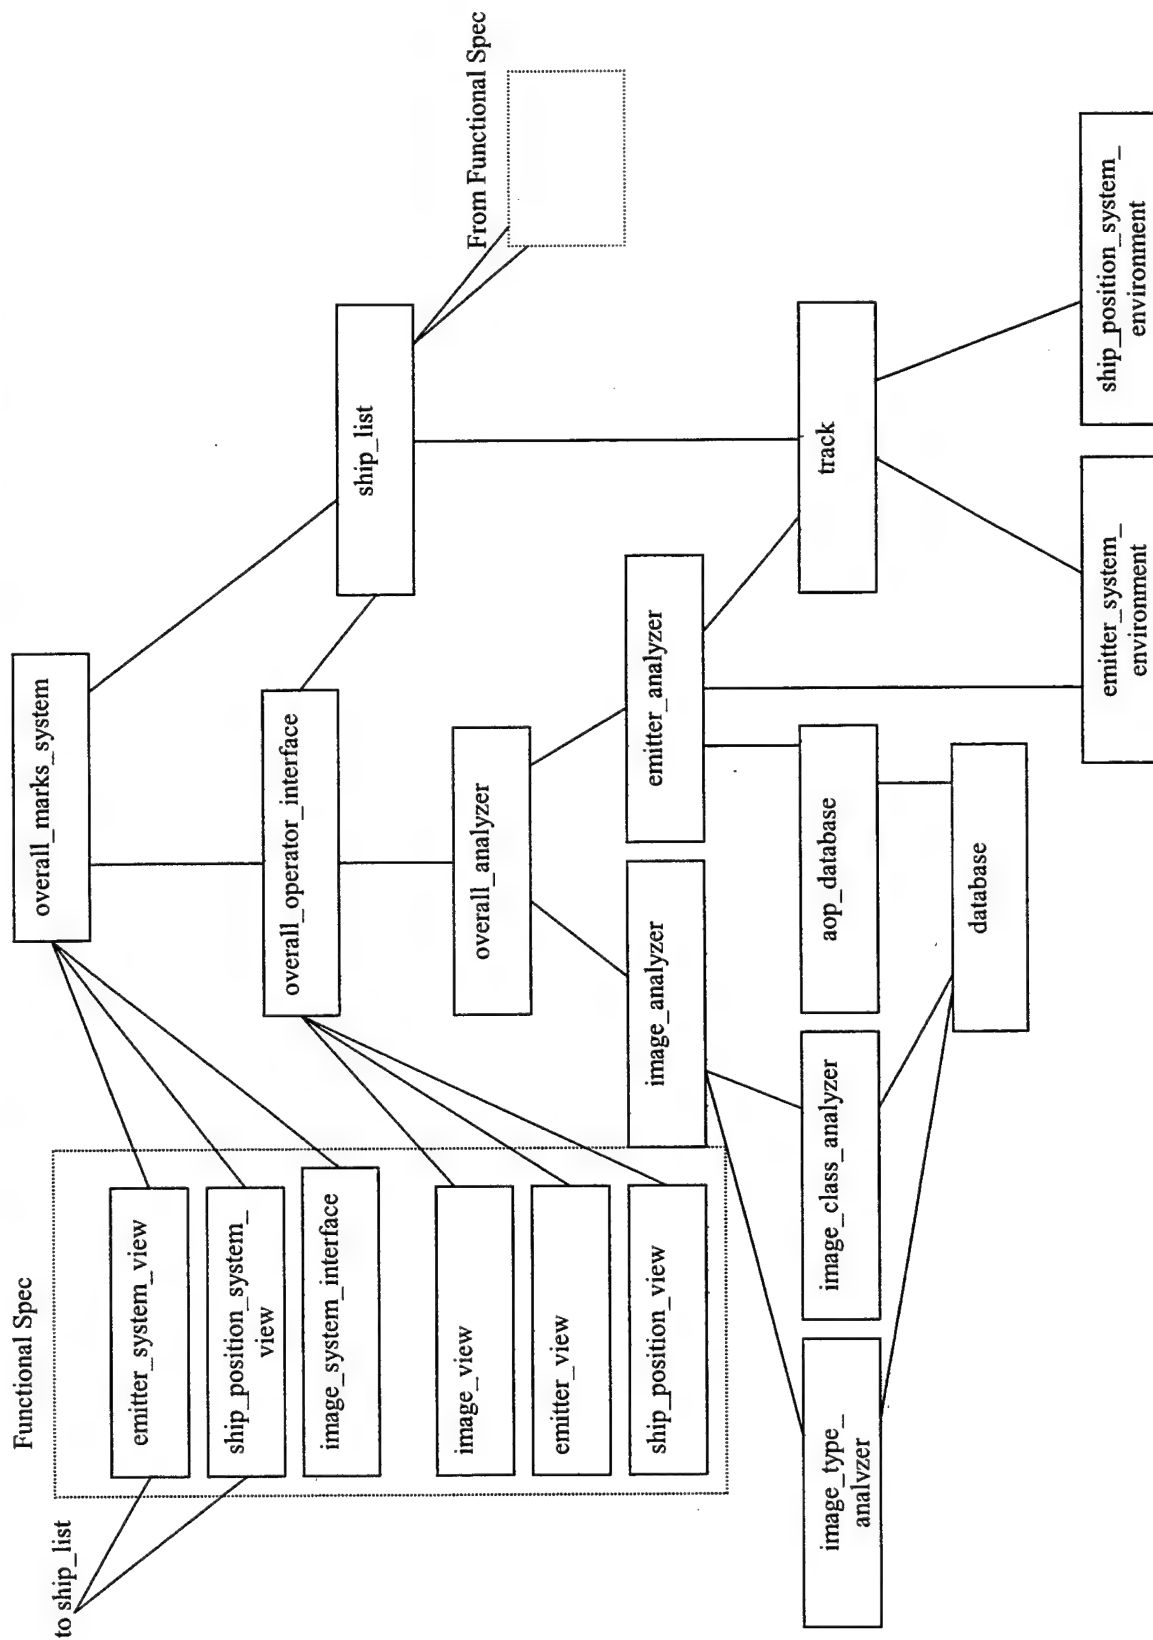 Functional Spec
to ship_list
emitter_system_view
ship_position_system_
view
image_system_interface
image_view
emitter_view
ship_position_view
overall_marks_system
overall_operator_interface
ship_list
From Functional Spec
overall_analyzer
image_analyzer
emitter_analyzer
image_type_
analyzer
image_class_analyzer
aop_database
track
database
emitter_system_
environment
ship_position_system_
environment